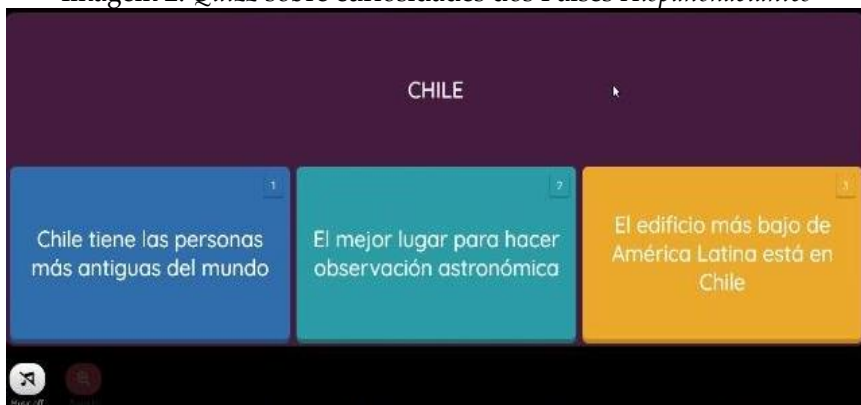 CHILE
1
Chile tiene las personas
más antiguas del mundo
2
El mejor lugar para hacer
observación astronómica
3
El edificio más bajo de
América Latina está en
Chile